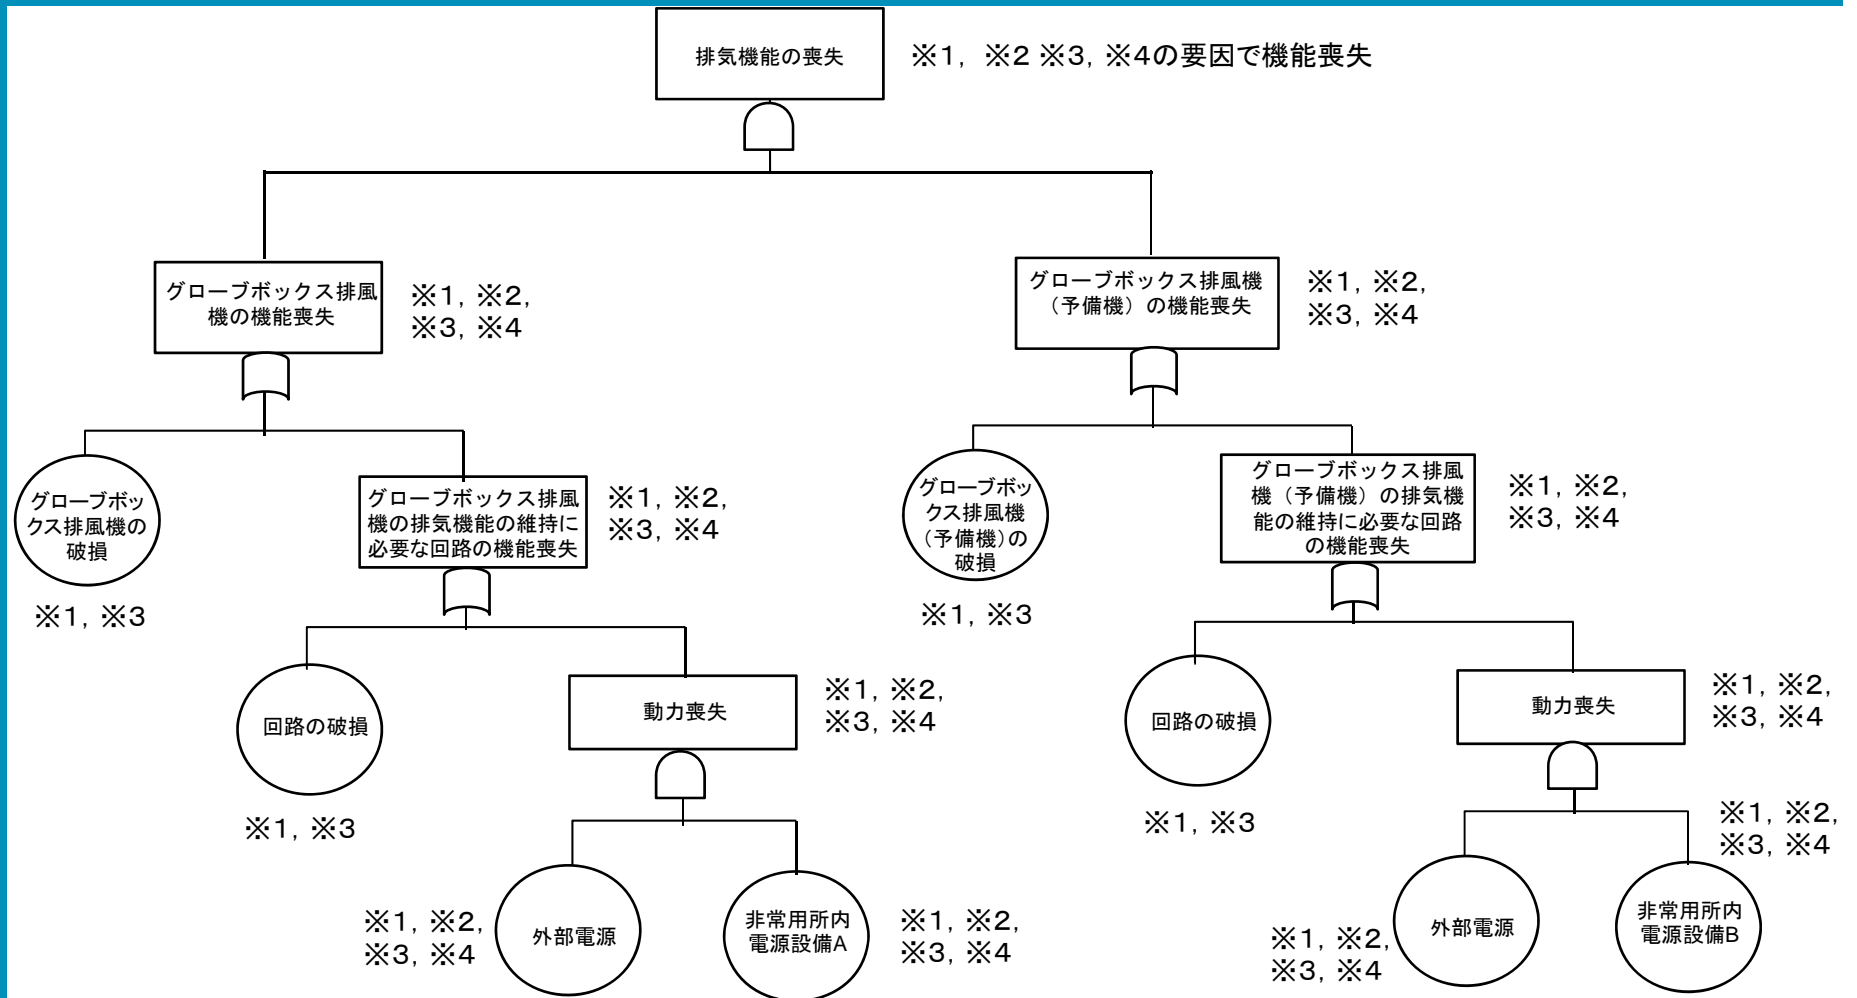 排気機能の喪失
※1, ※2 ※3, ※4の要因で機能喪失
グローブボックス排風
機の機能喪失
※1, ※2,
※3, ※4
グローブボックス排風機
（予備機）の機能喪失
※1, ※2,
※3, ※4
グローブボッ
クス排風機の
破損
※1, ※3
グローブボックス排風
機の排気機能の維持に
必要な回路の機能喪失
※1, ※2,
※3, ※4
グローブボッ
クス排風機
(予備機)の
破損
※1, ※3
グローブボックス排風
機（予備機）の排気機
能の維持に必要な回路
の機能喪失
※1, ※2,
※3, ※4
回路の破損
※1, ※3
動力喪失
※1, ※2,
※3, ※4
回路の破損
※1, ※3
動力喪失
※1, ※2,
※3, ※4
※1, ※2,
※3, ※4
外部電源
非常用所内
電源設備A
※1, ※2,
※3, ※4
※1, ※2,
※3, ※4
外部電源
非常用所内
電源設備B
※1, ※2,
※3, ※4